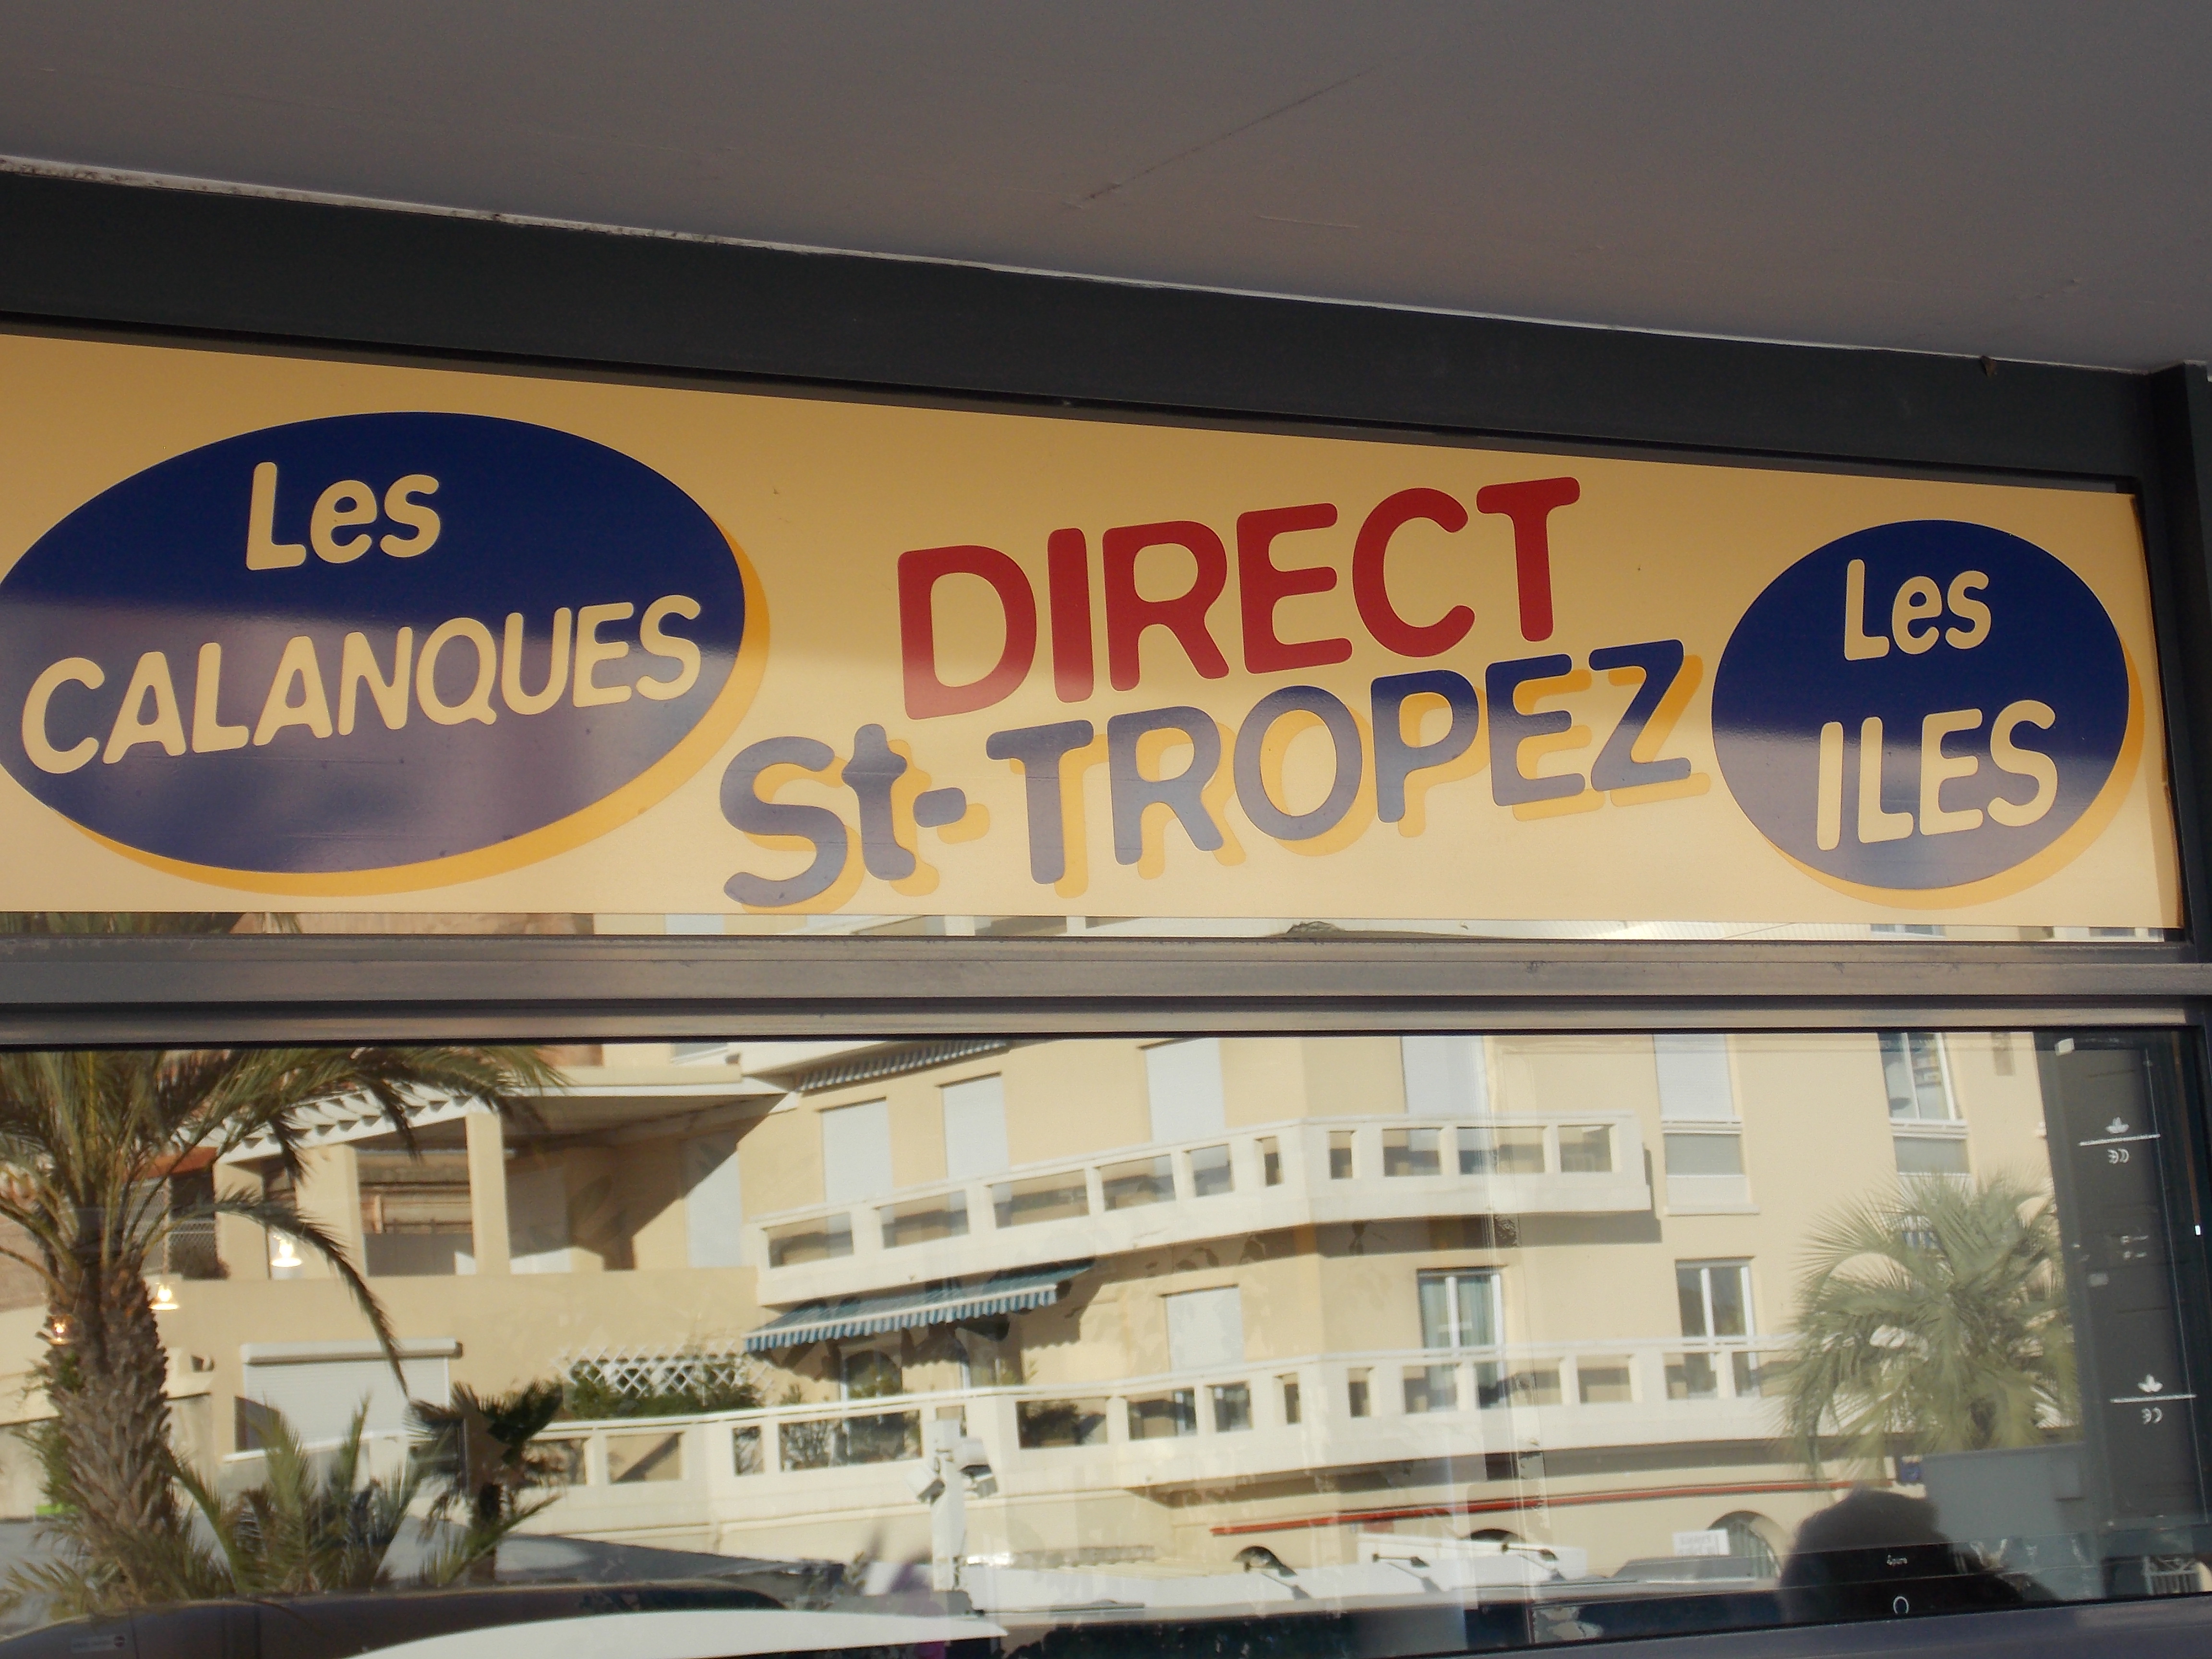 Les
CALANQUES
DIRECT
St-TROPEZ
Les
ILES